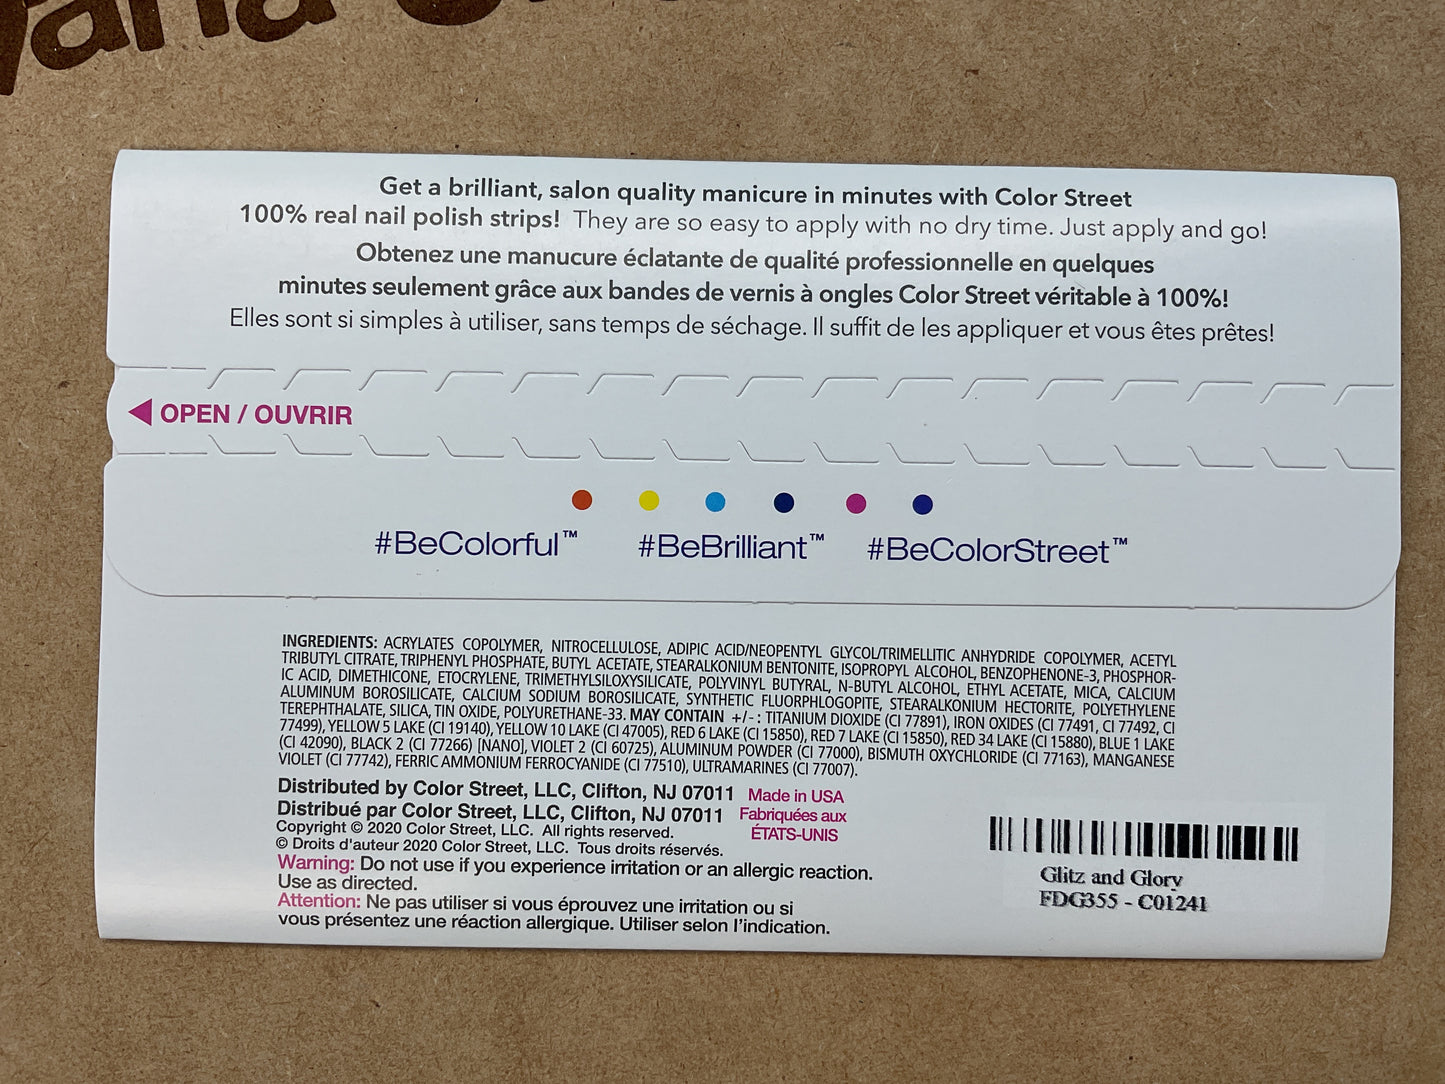 Get a brilliant, salon quality manicure in minutes with Color Street
100% real nail polish strips! They are so easy to apply with no dry time. Just apply and go!
Obtenez une manucure éclatante de qualité professionnelle en quelques
minutes seulement grâce aux bandes de vernis à ongles Color Street véritable à 100%!
Elles sont si simples à utiliser, sans temps de séchage. Il suffit de les appliquer et vous êtes prêtes!
OPEN / OUVRIR
#BeColorful™ #BeBrilliant™ #BeColorStreet™
INGREDIENTS: ACRYLATES COPOLYMER, NITROCELLULOSE, ADIPIC ACID/NEOPENTYL GLYCOL/TRIMELLITIC ANHYDRIDE COPOLYMER, ACETYL
TRIBUTYL CITRATE, TRIPHENYL PHOSPHATE, BUTYL ACETATE, STEARALKONIUM BENTONITE, ISOPROPYL ALCOHOL, BENZOPHENONE-3, PHOSPHOR-
IC ACID, DIMETHICONE, ETOCRYLENE, TRIMETHYLSILOXYSILICATE, POLYVINYL BUTYRAL, N-BUTYL ALCOHOL, ETHYL ACETATE, MICA, CALCIUM
ALUMINUM BOROSILICATE, CALCIUM SODIUM BOROSILICATE, SYNTHETIC FLUORPHLOGOPITE, STEARALKONIUM HECTORITE, POLYETHYLENE
TEREPHTHALATE, SILICA, TIN OXIDE, POLYURETHANE-33. MAY CONTAIN +/- : TITANIUM DIOXIDE (CI 77891), IRON OXIDES (CI 77491, CI 77492, CI
77499), YELLOW 5 LAKE (CI 19140), YELLOW 10 LAKE (CI 47005), RED 6 LAKE (CI 15850), RED 7 LAKE (CI 15850), RED 34 LAKE (CI 15880), BLUE 1 LAKE
(CI 42090), BLACK 2 (CI 77266) [NANO], VIOLET 2 (CI 60725), ALUMINUM POWDER (CI 77000), BISMUTH OXYCHLORIDE (CI 77163), MANGANESE
VIOLET (CI 77742), FERRIC AMMONIUM FERROCYANIDE (CI 77510), ULTRAMARINES (CI 77007).
Distributed by Color Street, LLC, Clifton, NJ 07011
Distribué par Color Street, LLC, Clifton, NJ 07011
Made in USA
Fabriquées aux
ÉTATS-UNIS
Copyright © 2020 Color Street, LLC. All rights reserved.
© Droits d'auteur 2020 Color Street, LLC. Tous droits réservés.
Warning: Do not use if you experience irritation or an allergic reaction.
Use as directed.
Attention: Ne pas utiliser si vous éprouvez une irritation ou si
vous présentez une réaction allergique. Utiliser selon l'indication.
Glitz and Glory
FDG355 - C01241